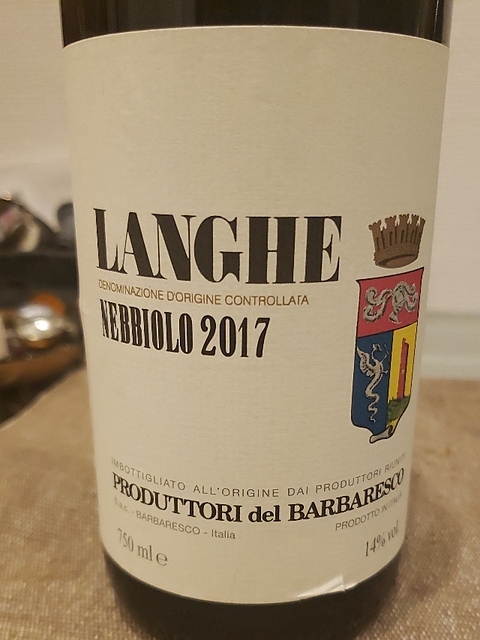 LANGHE
DENOMINAZIONE D'ORIGINE CONTROLLATA
NEBBIOLO 2017
IMBOTTIGLIATO ALL'ORIGINE DAI PRODUTTORI RIUNITI
PRODUTTORI del BARBARESCO
S.a.c. - BARBARESCO - Italia
PRODOTTO IN ITALIA
750 ml e
14% vol.